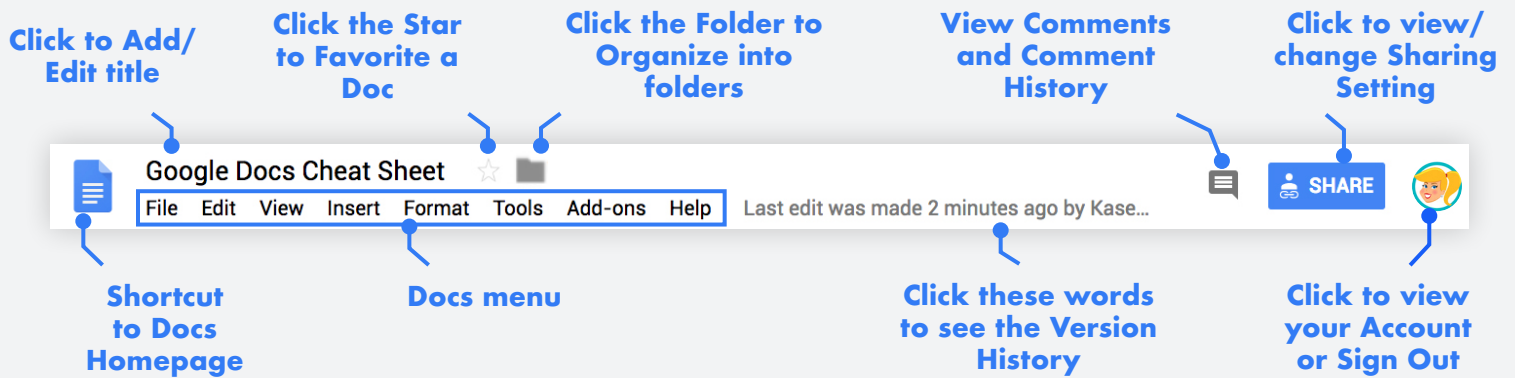 Click to Add/
Edit title
Click the Star
to Favorite a
Doc
Click the Folder to
Organize into
folders
View Comments
and Comment
History
Click to view/
change Sharing
Setting
Google Docs Cheat Sheet
SHARE
File Edit View Insert Format Tools Add-ons Help Last edit was made 2 minutes ago by Kase...
Shortcut
to Docs
Homepage
Docs menu
Click these words
to see the Version
History
Click to view
your Account
or Sign Out